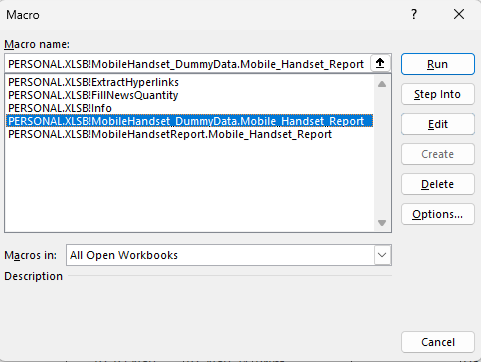 Macro
?
Macro name:
PERSONAL.XLSB!MobileHandset_DummyData.Mobile_Handset_Report
Run
PERSONAL.XLSB!ExtractHyperlinks
PERSONAL.XLSB!FillNewsQuantity
PERSONAL.XLSB!Info
PERSONAL.XLSB!MobileHandset_DummyData.Mobile_Handset_Report
PERSONAL.XLSB!MobileHandsetReport.Mobile_Handset_Report
Step Into
Edit
Create
Delete
Options...
Macros in:
All Open Workbooks
Description
Cancel